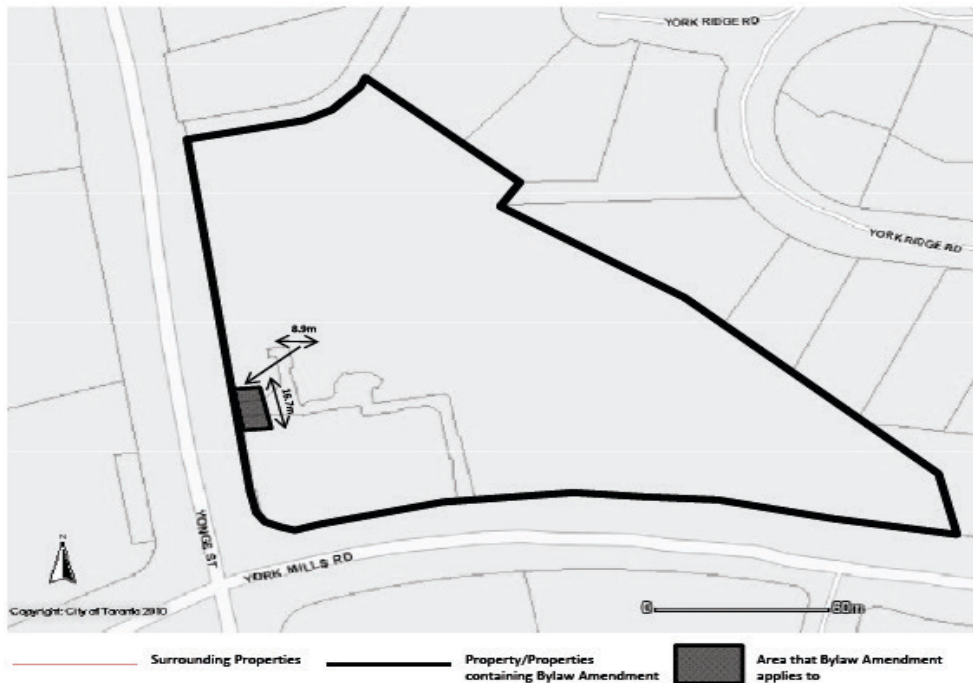 YORK RIDGE RD
YORK RIDGE RD
8.9m
16.7m
YONGE ST
YORK MILLS RD
Copyright: City of Toronto 2010
0 60m
Surrounding Properties
Property/Properties
containing Bylaw Amendment
Area that Bylaw Amendment
applies to